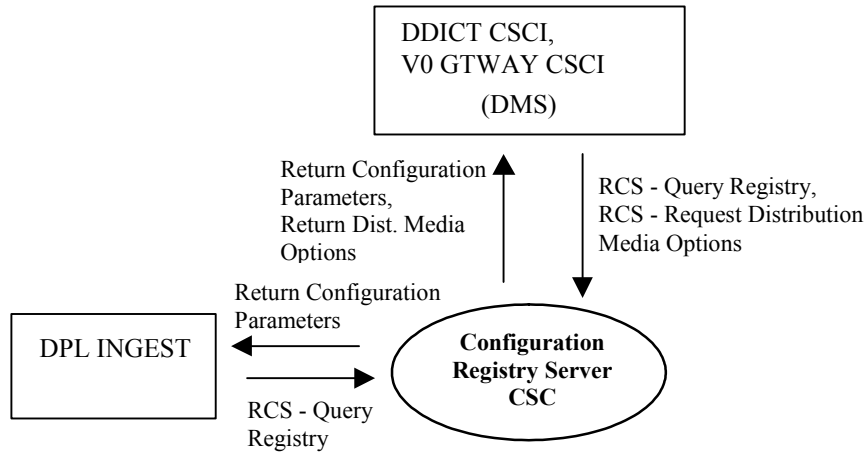 DDICT CSCI,
V0 GTWAY CSCI
(DMS)
Return Configuration
Parameters,
Return Dist. Media
Options
RCS - Query Registry,
RCS - Request Distribution
Media Options
Return Configuration
Parameters
DPL INGEST
Configuration
Registry Server
CSC
RCS - Query
Registry